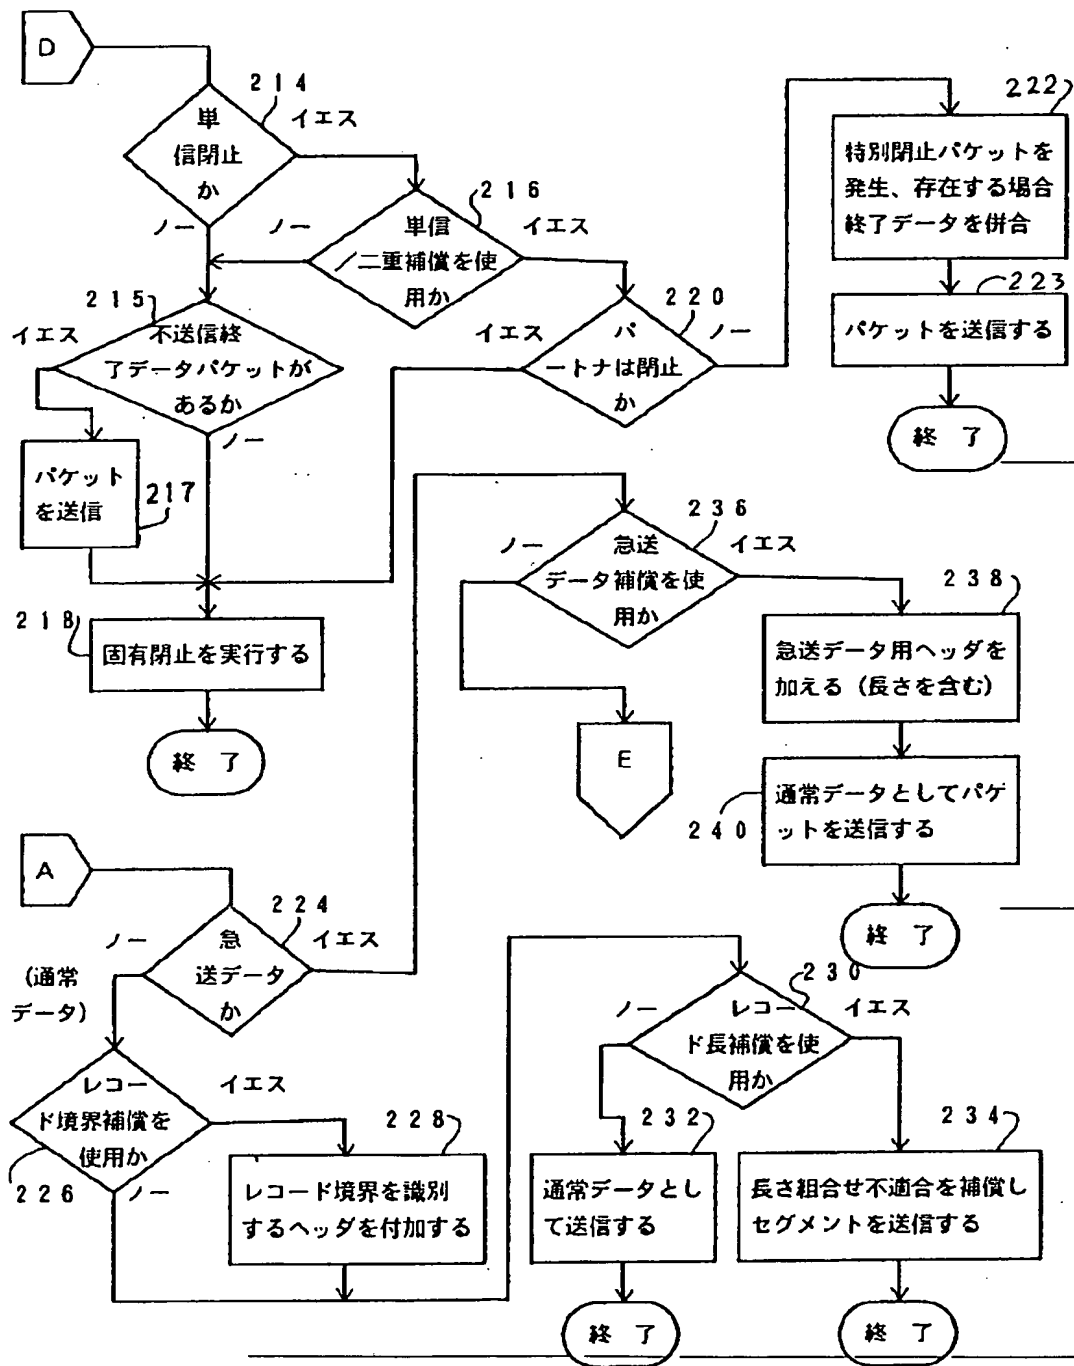 D
214
単
信閉止
か
イエス
ノー
216
単信
/二重補償を使
用か
ノー
イエス
222
特別閉止パケットを
発生、存在する場合
終了データを併合
223
パケットを送信する
終 了
215
イエス
不送信終
了データパケットが
あるか
ノー
220
イエス
パ
ートナは閉止
か
ノー
パケット
を送信
217
218
固有閉止を実行する
終 了
236
ノー
急送
データ補償を使
用か
イエス
238
急送データ用ヘッダを
加える(長さを含む)
E
240
通常データとしてパケ
ットを送信する
終 了
A
224
ノー
急
送データ
か
イエス
(通常
データ)
レコー
ド境界補償を
使用か
イエス
226
ノー
228
レコード境界を識別
するヘッダを付加する
230
ノー
レコー
ド長補償を使
用か
イエス
232
通常データとし
て送信する
終 了
234
長さ組合せ不適合を補償し
セグメントを送信する
終 了